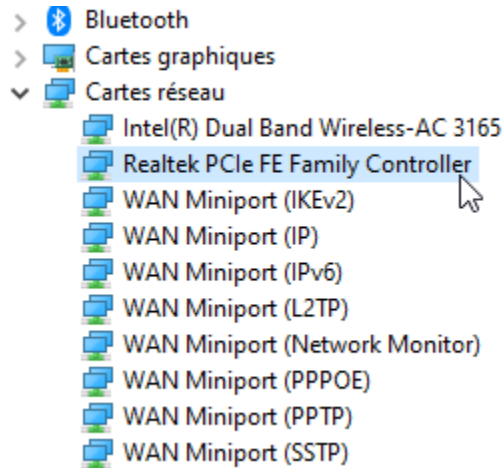 Bluetooth
Cartes graphiques
Cartes réseau
Intel(R) Dual Band Wireless-AC 3165
Realtek PCIe FE Family Controller
WAN Miniport (IKEv2)
WAN Miniport (IP)
WAN Miniport (IPv6)
WAN Miniport (L2TP)
WAN Miniport (Network Monitor)
WAN Miniport (PPPOE)
WAN Miniport (PPTP)
WAN Miniport (SSTP)